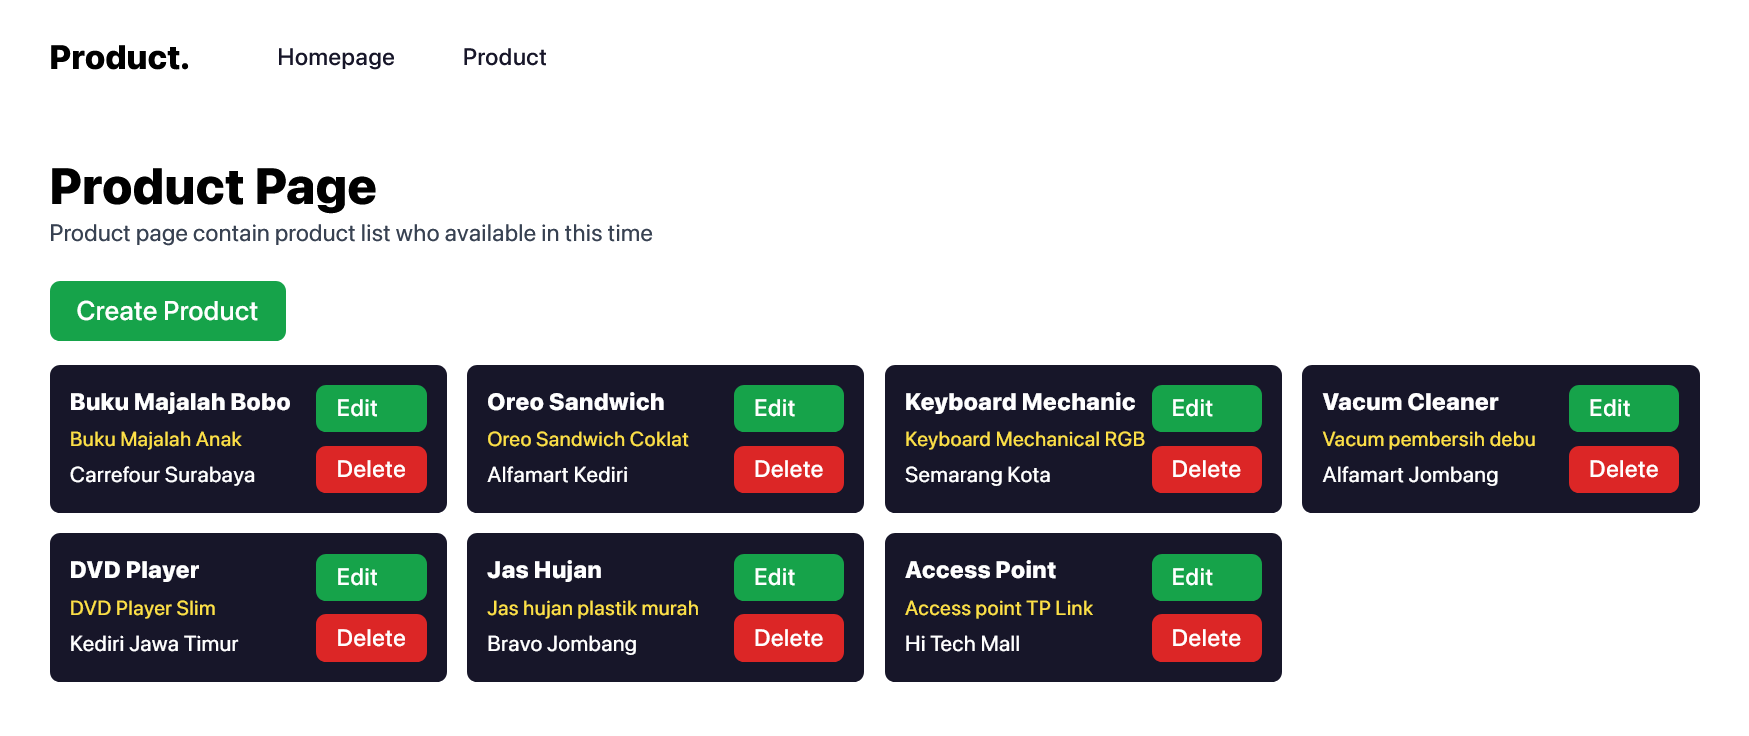 Product.
Homepage
Product
Product Page
Product page contain product list who available in this time
Create Product
Buku Majalah Bobo
Buku Majalah Anak
Carrefour Surabaya
Edit
Delete
Oreo Sandwich
Oreo Sandwich Coklat
Alfamart Kediri
Edit
Delete
Keyboard Mechanic
Keyboard Mechanical RGB
Semarang Kota
Edit
Delete
Vacum Cleaner
Vacum pembersih debu
Alfamart Jombang
Edit
Delete
DVD Player
DVD Player Slim
Kediri Jawa Timur
Edit
Delete
Jas Hujan
Jas hujan plastik murah
Bravo Jombang
Edit
Delete
Access Point
Access point TP Link
Hi Tech Mall
Edit
Delete